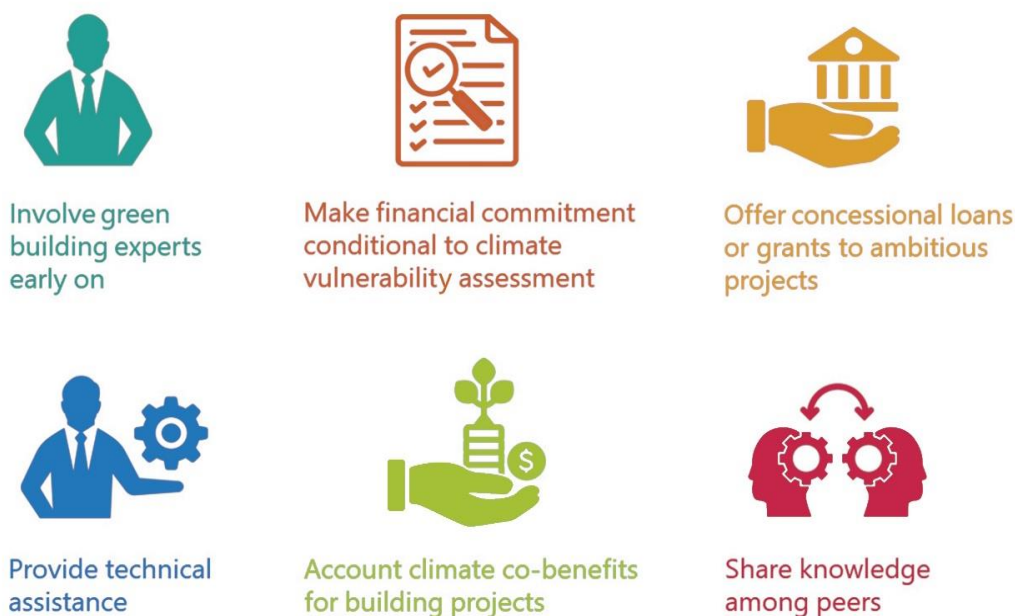 Involve green
building experts
early on
Make financial commitment
conditional to climate
vulnerability assessment
Offer concessional loans
or grants to ambitious
projects
$
Provide technical
assistance
Account climate co-benefits
for building projects
Share knowledge
among peers